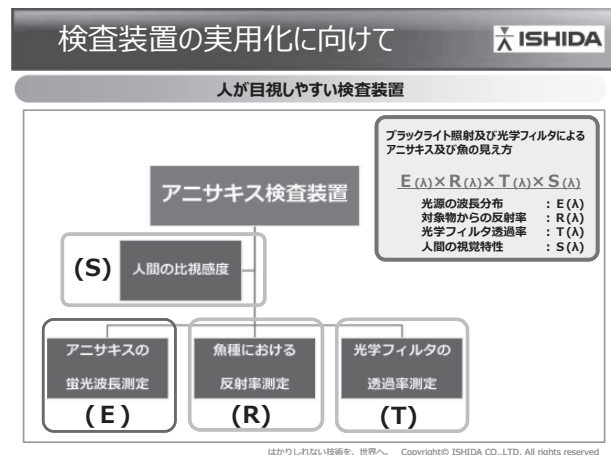 検査装置の実用化に向けて
ISHIDA
人が目視しやすい検査装置
ブラックライト照射及び光学フィルタによる
アニサキス及び魚の見え方
E(λ)×R(λ)×T(λ)×S(λ)
光源の波長分布 : E(λ)
対象物からの反射率 : R(λ)
光学フィルタ透過率 : T(λ)
人間の視覚特性 : S(λ)
アニサキス検査装置
(S) 人間の比視感度
アニサキスの
蛍光波長測定
(E)
魚種における
反射率測定
(R)
光学フィルタの
透過率測定
(T)
はかりしれない技術を、世界へ。 Copyright© ISHIDA CO.,LTD. All rights reserved